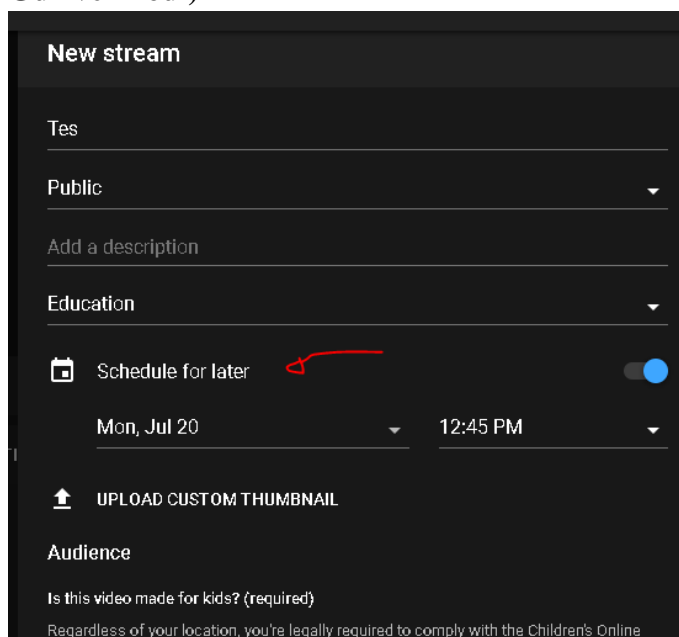 New stream
Tes
Public
Add a description
Education
Schedule for later
Mon, Jul 20 12:45 PM
UPLOAD CUSTOM THUMBNAIL
Audience
Is this video made for kids? (required)
Regardless of your location, you're legally required to comply with the Children's Online